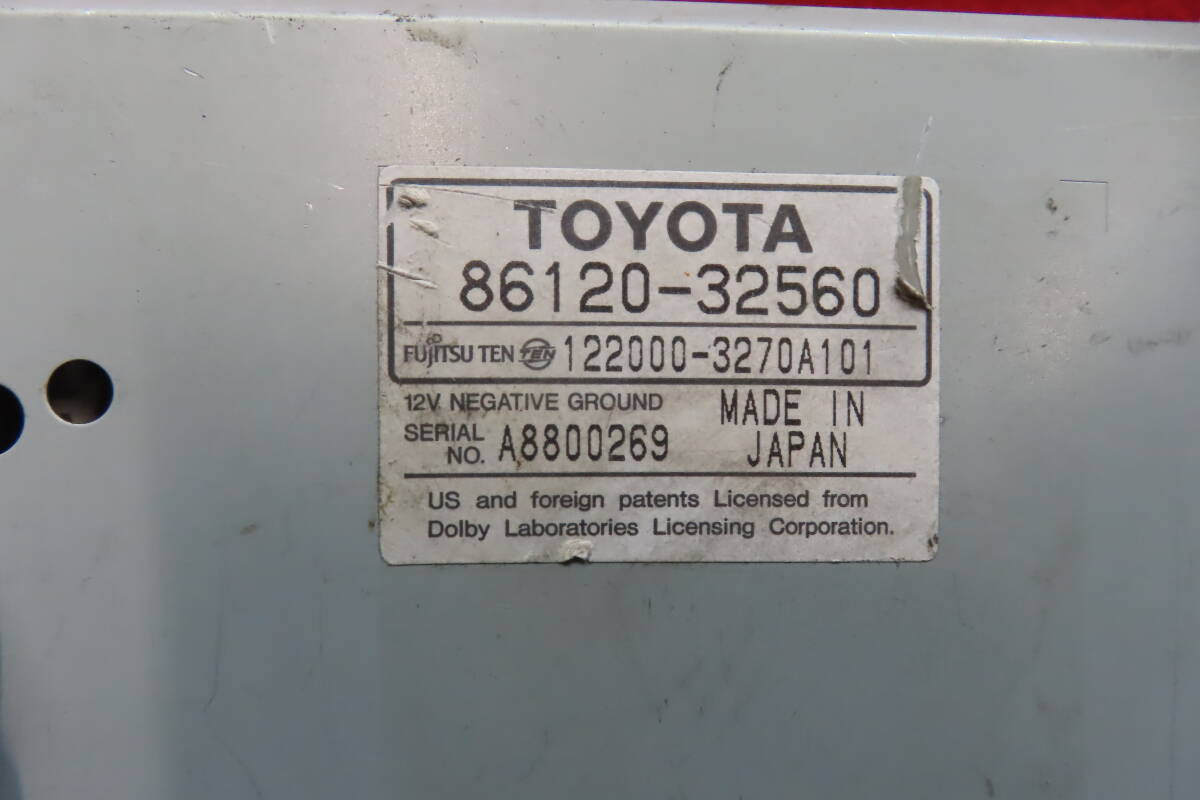 TOYOTA
86120-32560
FUJITSU TEN TEN 122000-3270A101
12V NEGATIVE GROUND MADE IN
SERIAL NO. A8800269 JAPAN
US and foreign patents Licensed from
Dolby Laboratories Licensing Corporation.